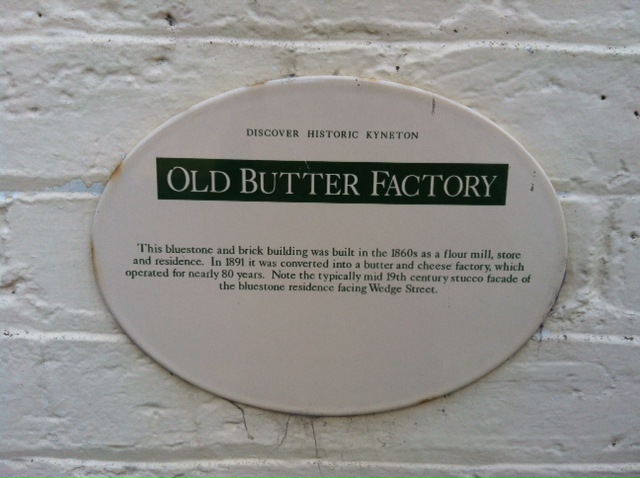 DISCOVER HISTORIC KYNETON
OLD BUTTER FACTORY
This bluestone and brick building was built in the 1860s as a flour mill, store
and residence. In 1891 it was converted into a butter and cheese factory, which
operated for nearly 80 years. Note the typically mid 19th century stucco facade of
the bluestone residence facing Wedge Street.